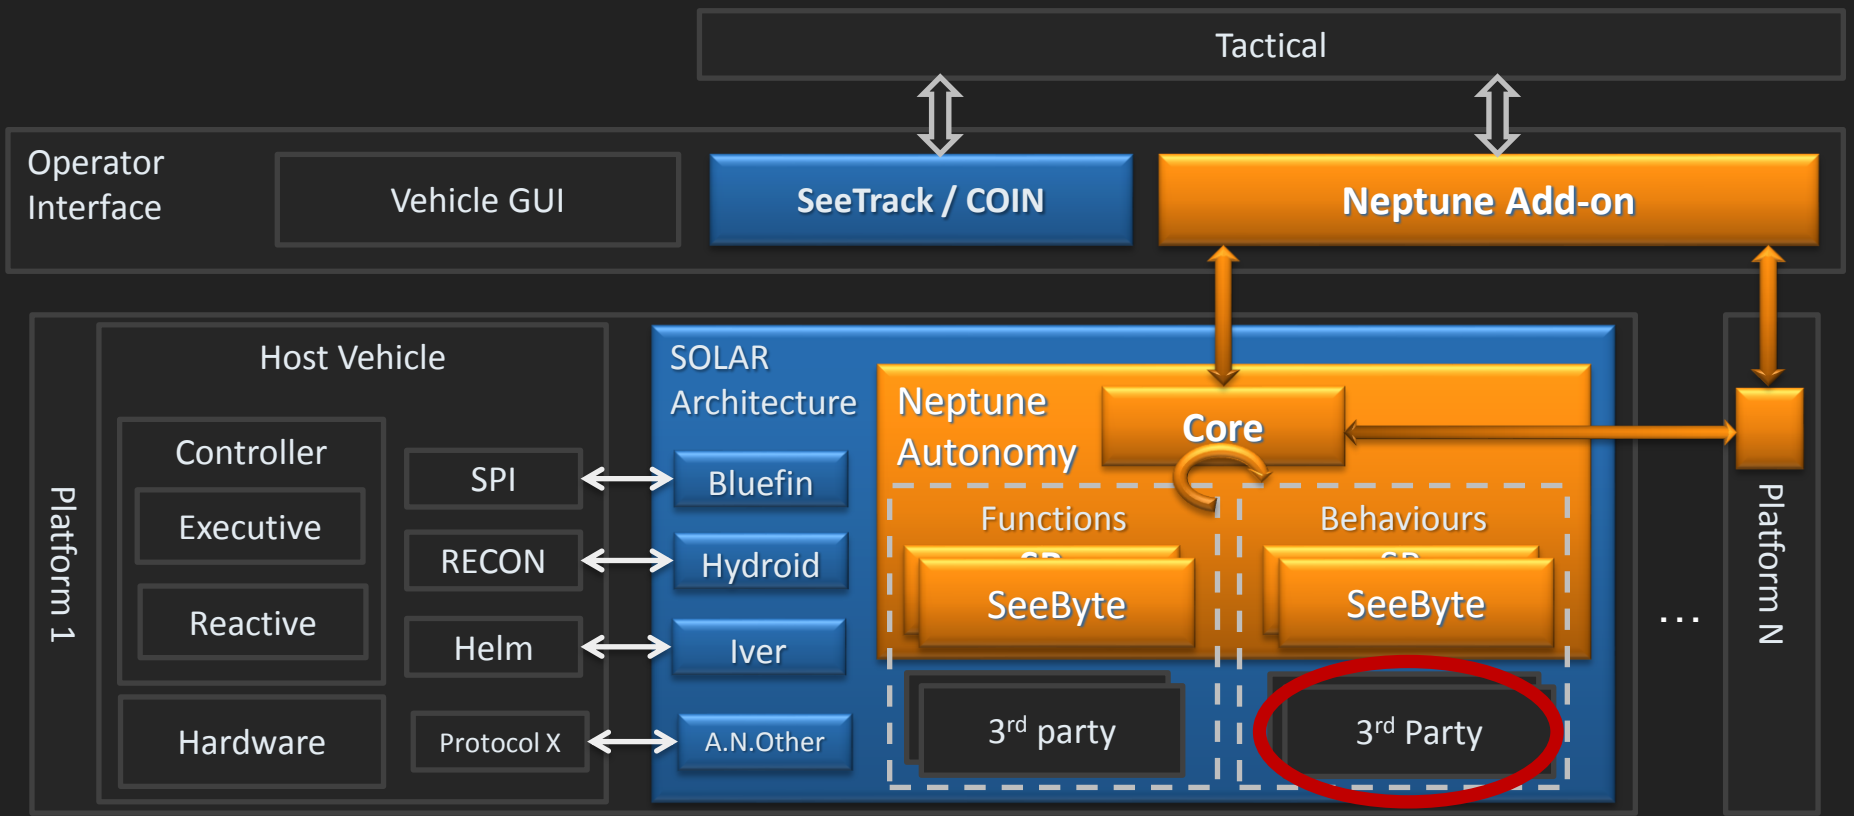 Tactical
Operator
Interface
Vehicle GUI
SeeTrack / COIN
Neptune Add-on
Platform 1
Host Vehicle
Controller
Executive
Reactive
Hardware
SPI
RECON
Helm
Protocol X
SOLAR
Architecture
Bluefin
Hydroid
Iver
A.N.Other
Neptune
Autonomy
Core
Functions
SeeByte
3rd party
Behaviours
SeeByte
3rd Party
...
Platform N